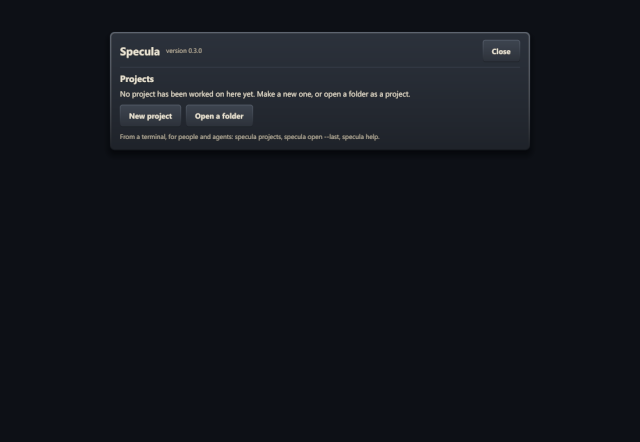 Specula version 0.3.0 Close
Projects
No project has been worked on here yet. Make a new one, or open a folder as a project.
New project Open a folder
From a terminal, for people and agents: specula projects, specula open --last, specula help.